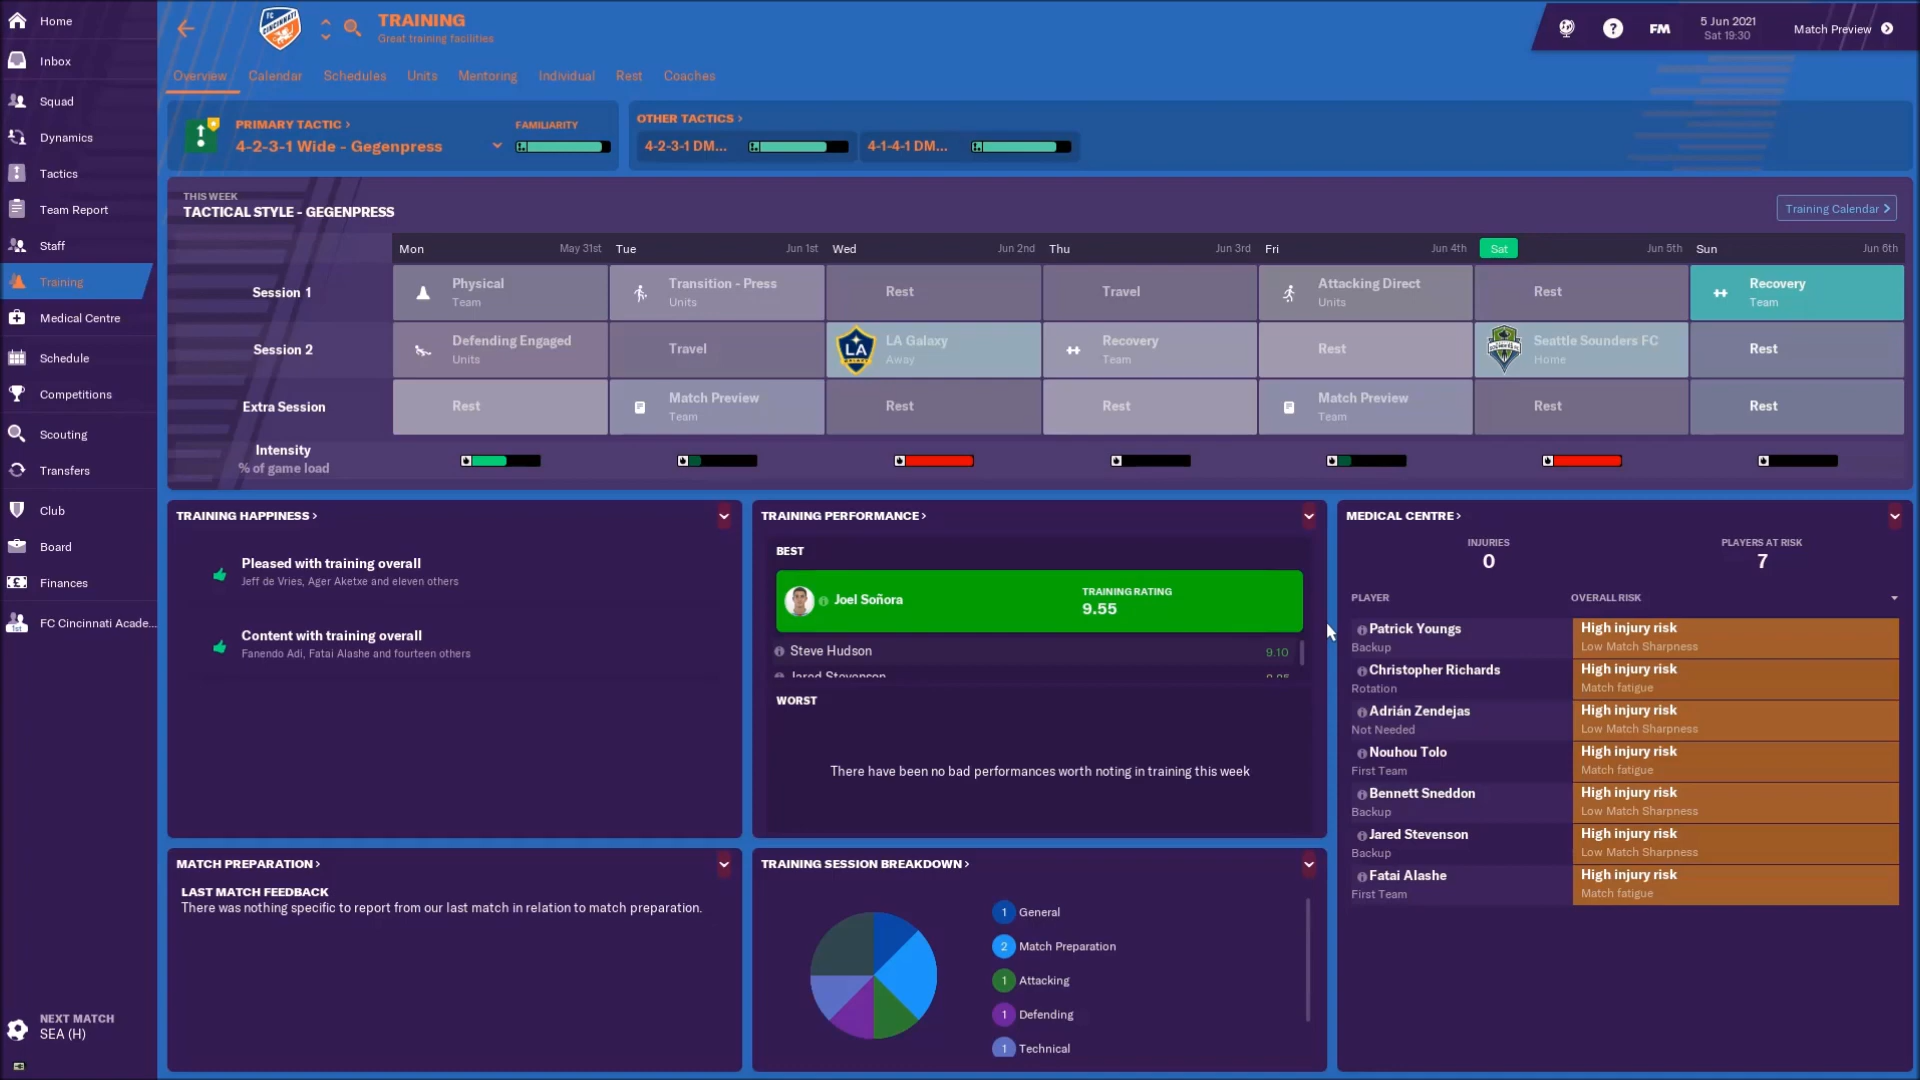 Home
Inbox
Squad
Dynamics
Tactics
Team Report
Staff
Training
Medical Centre
Schedule
Competitions
Scouting
Transfers
Club
Board
Finances
FC Cincinnati Acade...
NEXT MATCH
SEA (H)
TRAINING
Great training facilities
FM
5 Jun 2021
Sat 19:30
Match Preview
Overview Calendar Schedules Units Mentoring Individual Rest Coaches
PRIMARY TACTIC >
4-2-3-1 Wide - Gegenpress
FAMILIARITY
OTHER TACTICS >
4-2-3-1 DM...
4-1-4-1 DM...
THIS WEEK
TACTICAL STYLE - GEGENPRESS
Training Calendar >
Mon May 31st Tue Jun 1st Wed Jun 2nd Thu Jun 3rd Fri Jun 4th Sat Jun 5th Sun Jun 6th
Session 1
Physical
Team
Transition - Press
Units
Rest
Travel
Attacking Direct
Units
Rest
Recovery
Team
Session 2
Defending Engaged
Units
Travel
LA
LA Galaxy
Away
Recovery
Team
Rest
Seattle Sounders FC
Home
Rest
Extra Session
Rest
Match Preview
Team
Rest
Rest
Match Preview
Team
Rest
Rest
Intensity
% of game load
TRAINING HAPPINESS >
Pleased with training overall
Jeff de Vries, Ager Aketxe and eleven others
Content with training overall
Fanendo Adi, Fatai Alashe and fourteen others
TRAINING PERFORMANCE >
BEST
Joel Soñora
TRAINING RATING
9.55
Steve Hudson 9.10
Jared Stevenson
WORST
There have been no bad performances worth noting in training this week
MEDICAL CENTRE >
INJURIES
0
PLAYERS AT RISK
7
PLAYER OVERALL RISK
Patrick Youngs
Backup
High injury risk
Low Match Sharpness
Christopher Richards
Rotation
High injury risk
Match fatigue
Adrián Zendejas
Not Needed
High injury risk
Low Match Sharpness
Nouhou Tolo
First Team
High injury risk
Match fatigue
Bennett Sneddon
Backup
High injury risk
Low Match Sharpness
Jared Stevenson
Backup
High injury risk
Low Match Sharpness
Fatai Alashe
First Team
High injury risk
Match fatigue
MATCH PREPARATION >
LAST MATCH FEEDBACK
There was nothing specific to report from our last match in relation to match preparation.
TRAINING SESSION BREAKDOWN >
1 General
2 Match Preparation
1 Attacking
1 Defending
1 Technical